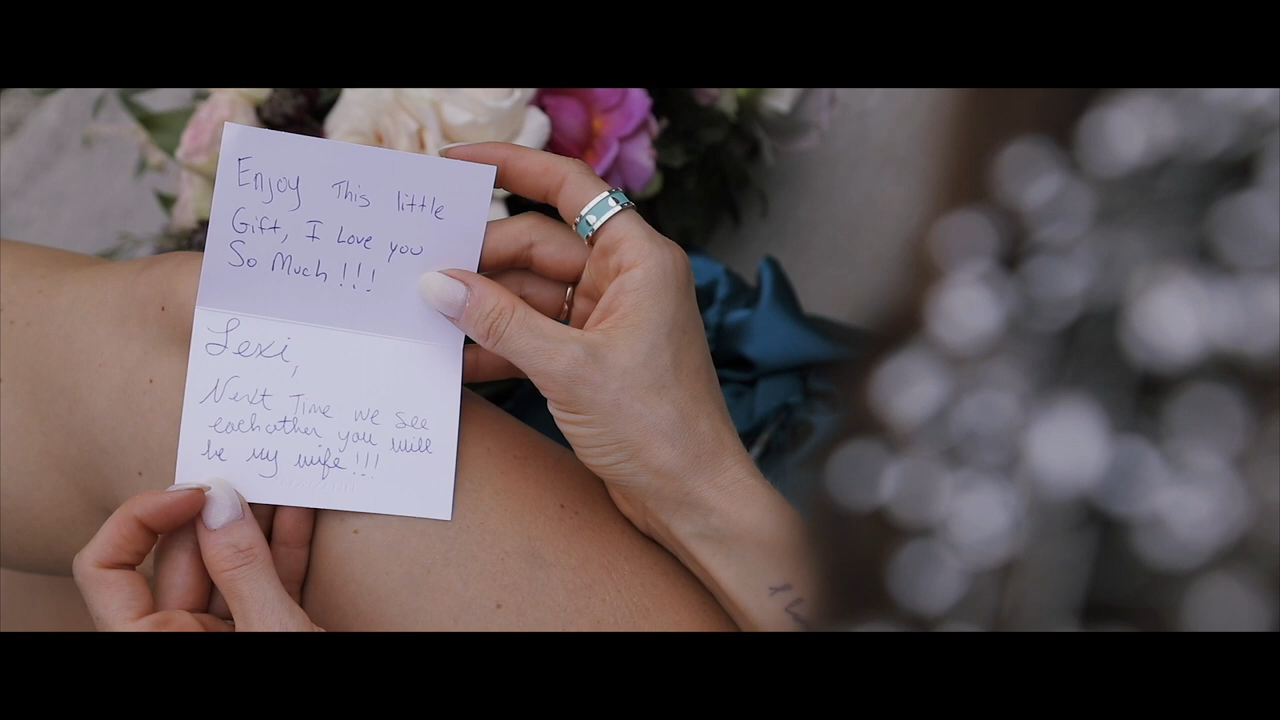 Enjoy This little
Gift, I Love you
So Much!!!
Lexi,
Next Time we see
eachother you will
be my wife!!!